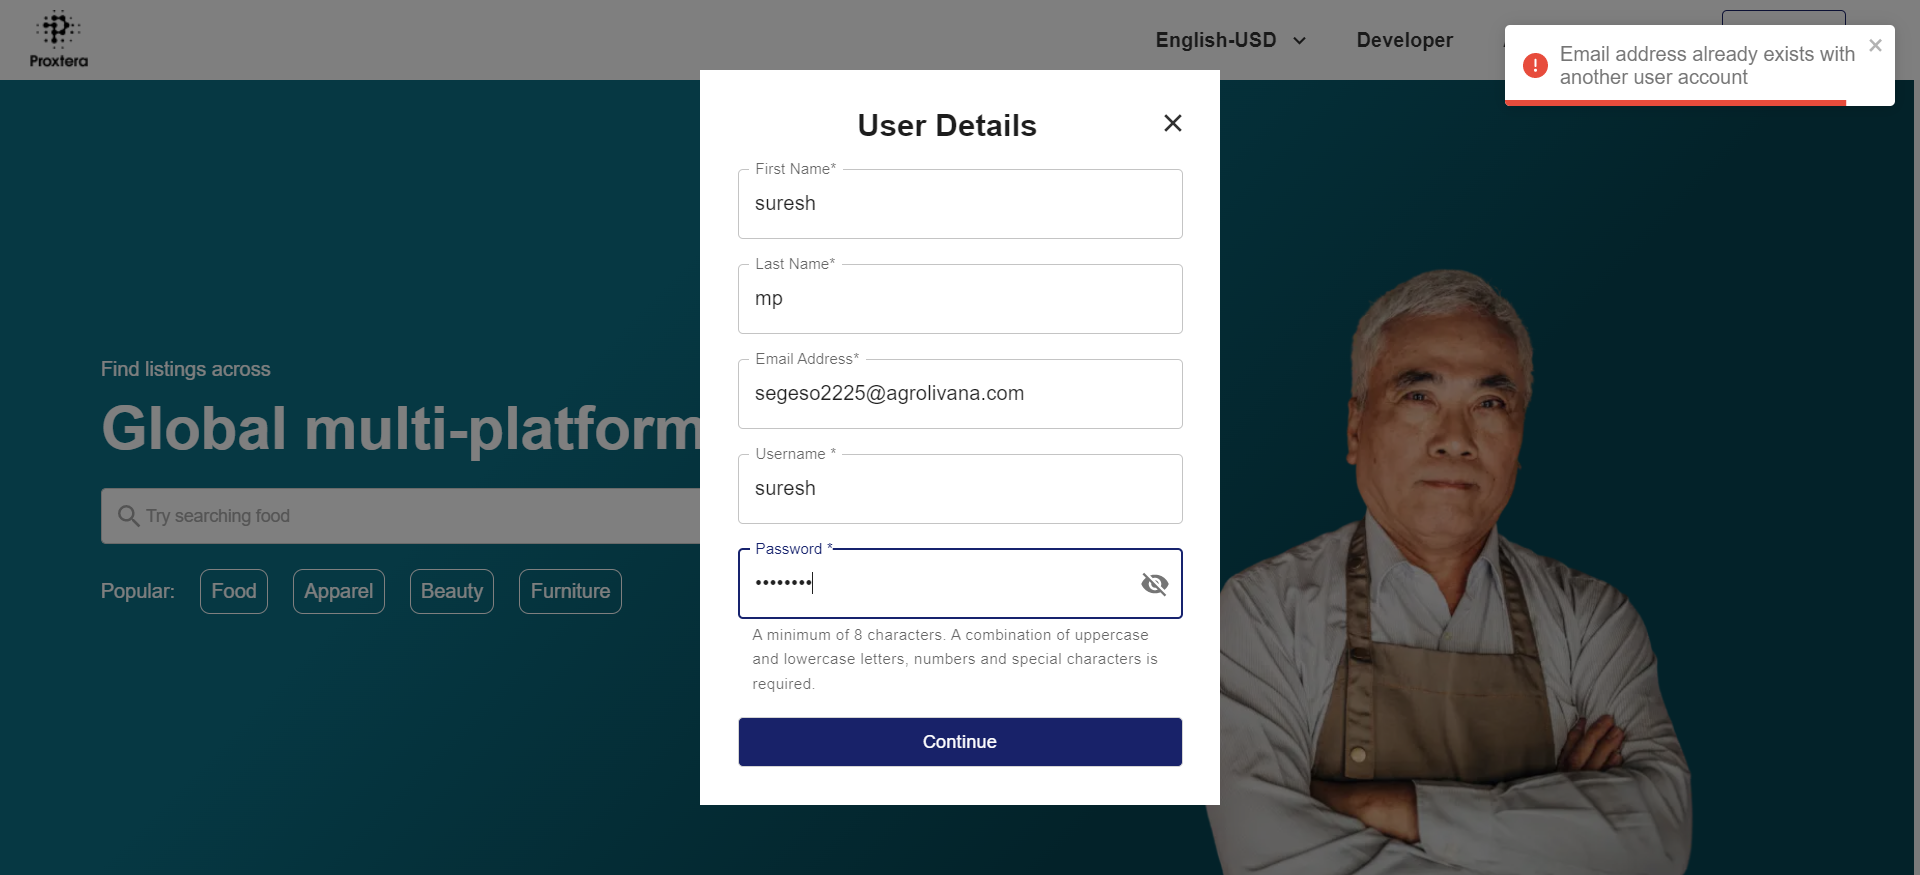 Proxtera
English-USD
Developer
Email address already exists with
another user account
User Details
First Name*
suresh
Last Name*
mp
Email Address*
segeso2225@agrolivana.com
Username *
suresh
Password *
••••••••
A minimum of 8 characters. A combination of uppercase
and lowercase letters, numbers and special characters is
required.
Continue
Find listings across
Global multi-platform
Try searching food
Popular:
Food
Apparel
Beauty
Furniture